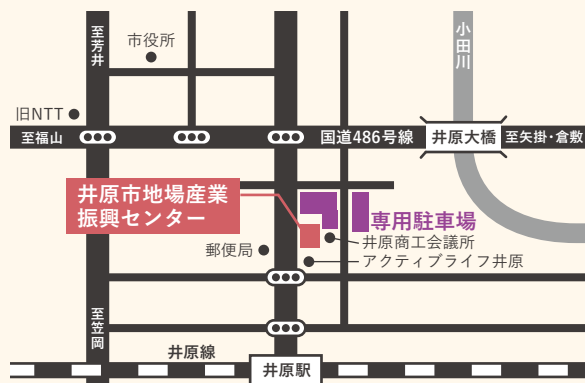 至芳井
市役所
小田川
旧NTT
至福山
国道486号線
井原大橋
至矢掛・倉敷
井原市地場産業
振興センター
専用駐車場
井原商工会議所
郵便局
アクティブライフ井原
至笠岡
井原線
井原駅